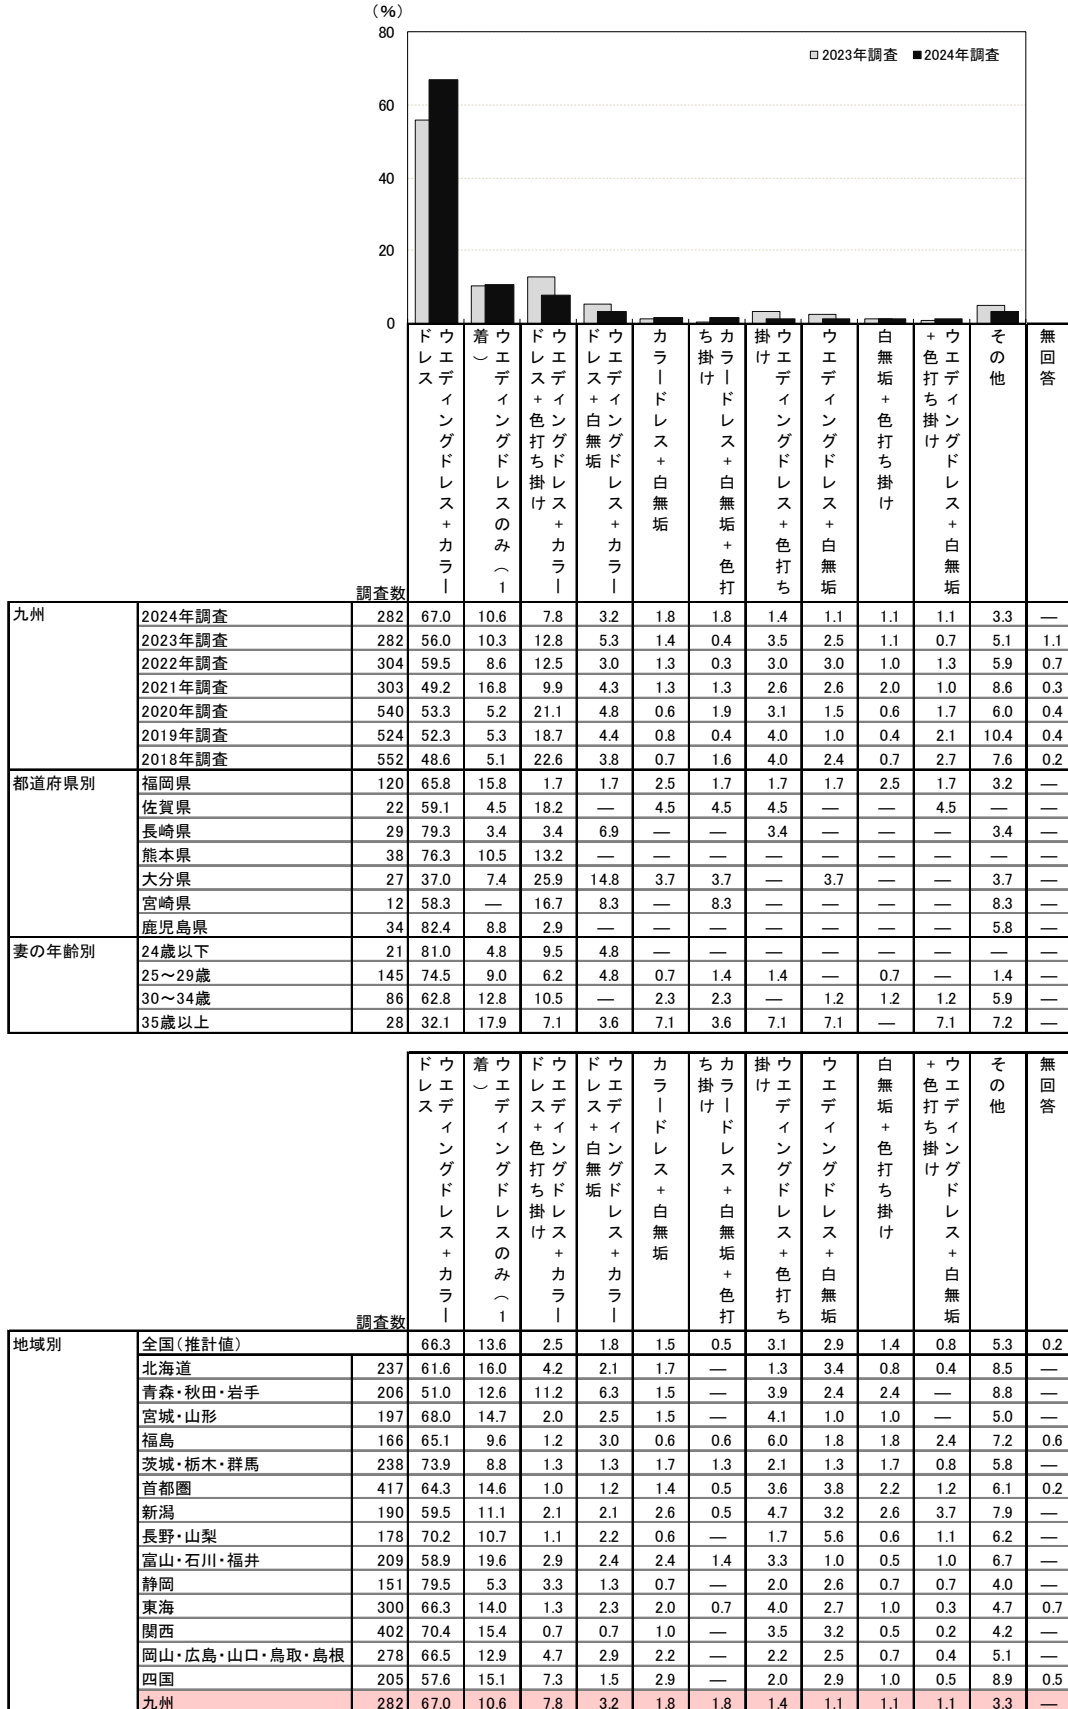 (%)
80
60
40
20
0
2023年調査 2024年調査
ウエディングドレス+カラードレス
ウエディングドレスのみ(1着)
ウエディングドレス+カラードレス+色打ち掛け
ウエディングドレス+カラードレス+白無垢
カラードレス+白無垢
カラードレス+白無垢+色打ち掛け
ウエディングドレス+色打ち掛け
ウエディングドレス+白無垢
白無垢+色打ち掛け
ウエディングドレス+白無垢+色打ち掛け
その他
無回答
調査数
九州 2024年調査 282 67.0 10.6 7.8 3.2 1.8 1.8 1.4 1.1 1.1 1.1 3.3 —
2023年調査 282 56.0 10.3 12.8 5.3 1.4 0.4 3.5 2.5 1.1 0.7 5.1 1.1
2022年調査 304 59.5 8.6 12.5 3.0 1.3 0.3 3.0 3.0 1.0 1.3 5.9 0.7
2021年調査 303 49.2 16.8 9.9 4.3 1.3 1.3 2.6 2.6 2.0 1.0 8.6 0.3
2020年調査 540 53.3 5.2 21.1 4.8 0.6 1.9 3.1 1.5 0.6 1.7 6.0 0.4
2019年調査 524 52.3 5.3 18.7 4.4 0.8 0.4 4.0 1.0 0.4 2.1 10.4 0.4
2018年調査 552 48.6 5.1 22.6 3.8 0.7 1.6 4.0 2.4 0.7 2.7 7.6 0.2
都道府県別 福岡県 120 65.8 15.8 1.7 1.7 2.5 1.7 1.7 1.7 2.5 1.7 3.2 —
佐賀県 22 59.1 4.5 18.2 — 4.5 4.5 4.5 — — 4.5 — —
長崎県 29 79.3 3.4 3.4 6.9 — — 3.4 — — — 3.4 —
熊本県 38 76.3 10.5 13.2 — — — — — — — — —
大分県 27 37.0 7.4 25.9 14.8 3.7 3.7 — 3.7 — — 3.7 —
宮崎県 12 58.3 — 16.7 8.3 — 8.3 — — — — 8.3 —
鹿児島県 34 82.4 8.8 2.9 — — — — — — — 5.8 —
妻の年齢別 24歳以下 21 81.0 4.8 9.5 4.8 — — — — — — — —
25～29歳 145 74.5 9.0 6.2 4.8 0.7 1.4 1.4 — 0.7 — 1.4 —
30～34歳 86 62.8 12.8 10.5 — 2.3 2.3 — 1.2 1.2 1.2 5.9 —
35歳以上 28 32.1 17.9 7.1 3.6 7.1 3.6 7.1 7.1 — 7.1 7.2 —
ウエディングドレス+カラードレス
ウエディングドレスのみ(1着)
ウエディングドレス+カラードレス+色打ち掛け
ウエディングドレス+カラードレス+白無垢
カラードレス+白無垢
カラードレス+白無垢+色打ち掛け
ウエディングドレス+色打ち掛け
ウエディングドレス+白無垢
白無垢+色打ち掛け
ウエディングドレス+白無垢+色打ち掛け
その他
無回答
調査数
地域別 全国(推計値) 66.3 13.6 2.5 1.8 1.5 0.5 3.1 2.9 1.4 0.8 5.3 0.2
北海道 237 61.6 16.0 4.2 2.1 1.7 — 1.3 3.4 0.8 0.4 8.5 —
青森・秋田・岩手 206 51.0 12.6 11.2 6.3 1.5 — 3.9 2.4 2.4 — 8.8 —
宮城・山形 197 68.0 14.7 2.0 2.5 1.5 — 4.1 1.0 1.0 — 5.0 —
福島 166 65.1 9.6 1.2 3.0 0.6 0.6 6.0 1.8 1.8 2.4 7.2 0.6
茨城・栃木・群馬 238 73.9 8.8 1.3 1.3 1.7 1.3 2.1 1.3 1.7 0.8 5.8 —
首都圏 417 64.3 14.6 1.0 1.2 1.4 0.5 3.6 3.8 2.2 1.2 6.1 0.2
新潟 190 59.5 11.1 2.1 2.1 2.6 0.5 4.7 3.2 2.6 3.7 7.9 —
長野・山梨 178 70.2 10.7 1.1 2.2 0.6 — 1.7 5.6 0.6 1.1 6.2 —
富山・石川・福井 209 58.9 19.6 2.9 2.4 2.4 1.4 3.3 1.0 0.5 1.0 6.7 —
静岡 151 79.5 5.3 3.3 1.3 0.7 — 2.0 2.6 0.7 0.7 4.0 —
東海 300 66.3 14.0 1.3 2.3 2.0 0.7 4.0 2.7 1.0 0.3 4.7 0.7
関西 402 70.4 15.4 0.7 0.7 1.0 — 3.5 3.2 0.5 0.2 4.2 —
岡山・広島・山口・鳥取・島根 278 66.5 12.9 4.7 2.9 2.2 — 2.2 2.5 0.7 0.4 5.1 —
四国 205 57.6 15.1 7.3 1.5 2.9 — 2.0 2.9 1.0 0.5 8.9 0.5
九州 282 67.0 10.6 7.8 3.2 1.8 1.8 1.4 1.1 1.1 1.1 3.3 —